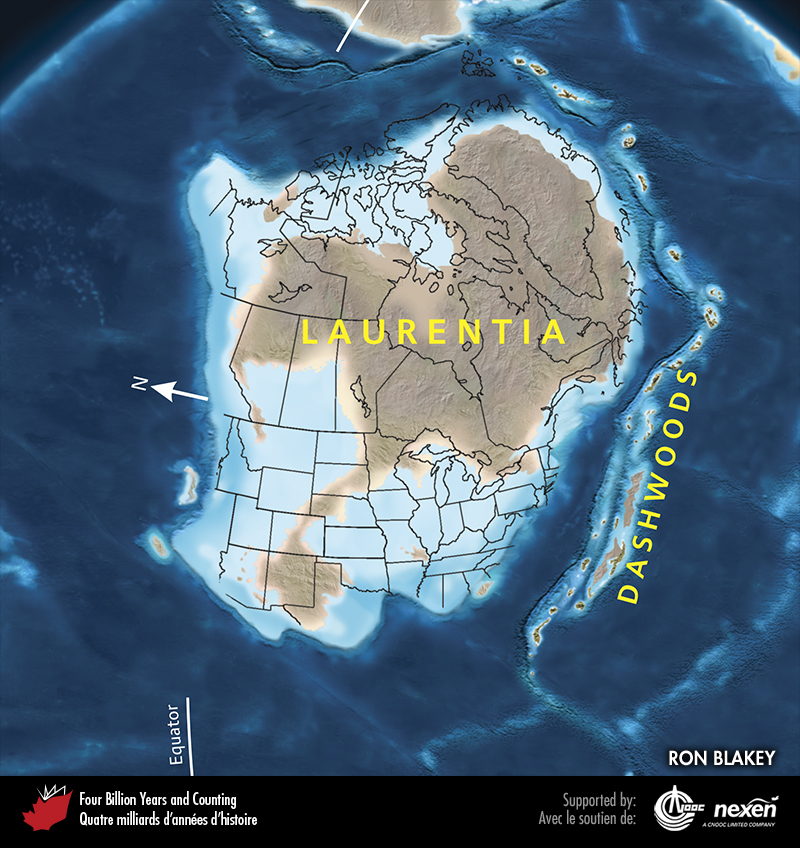 LAURENTIA
N
DASHWOODS
Equator
RON BLAKEY
Four Billion Years and Counting
Quatre milliards d'années d'histoire
Supported by:
Avec le soutien de:
CNOOC
nexen
A CNOOC LIMITED COMPANY